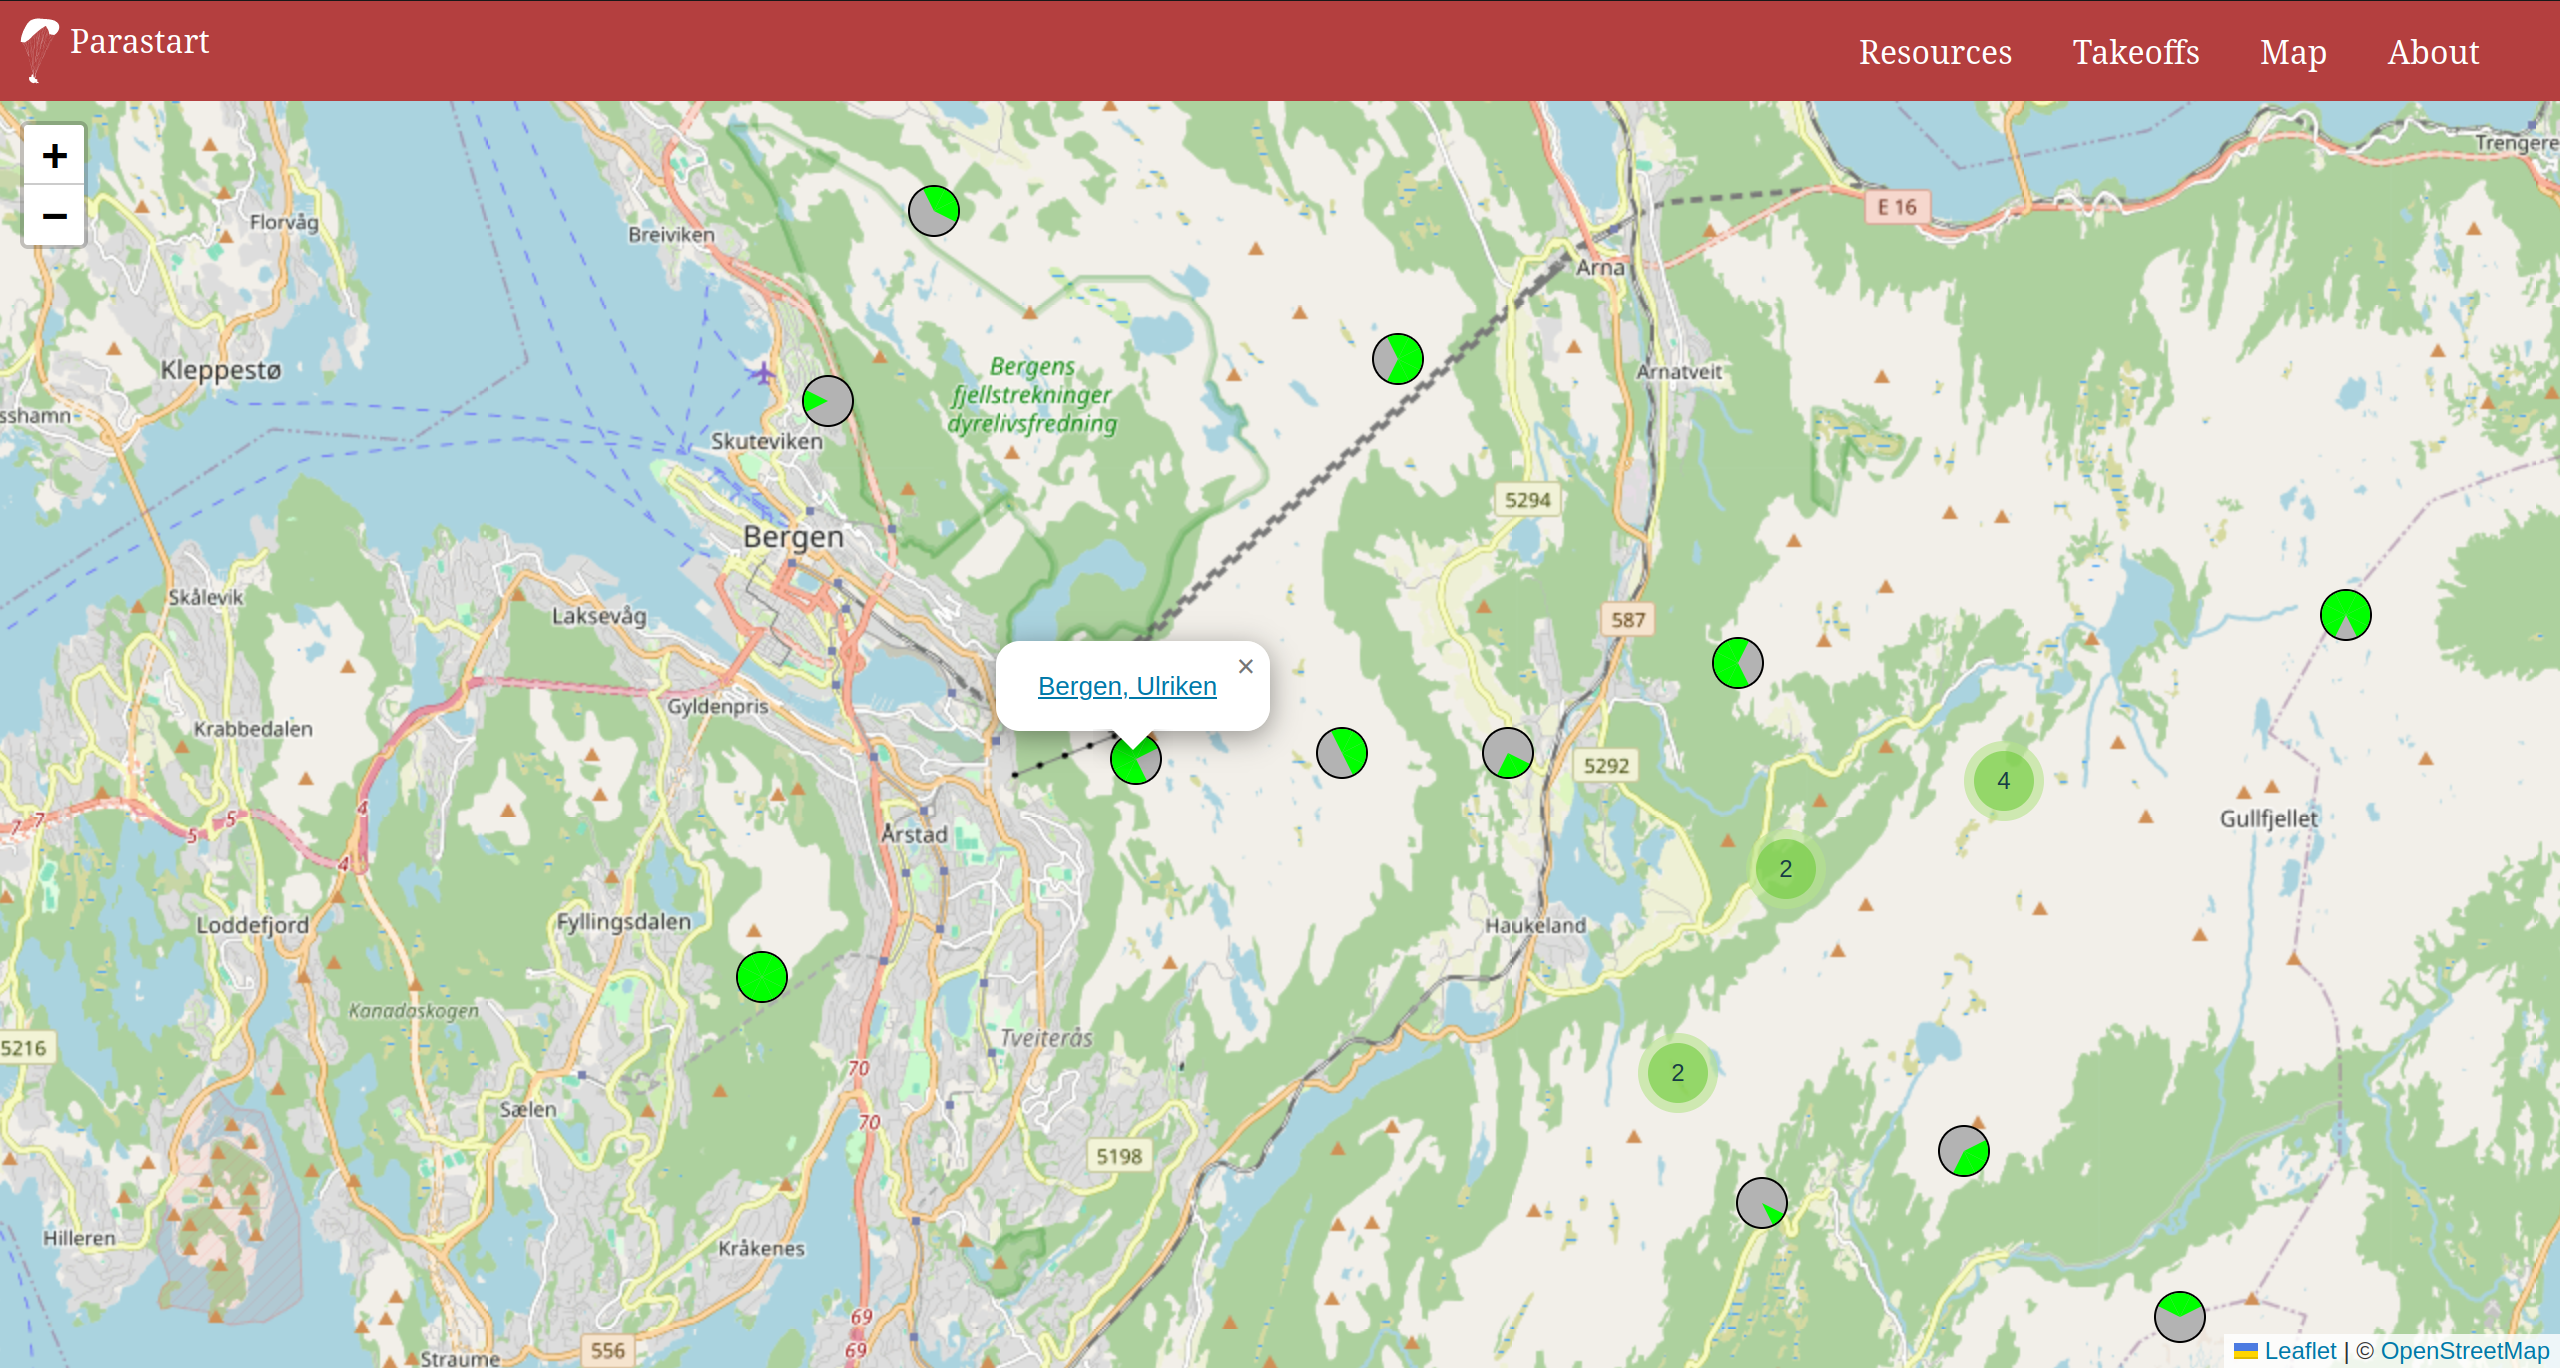 Parastart
Resources
Takeoffs
Map
About
+
−
Trengere
E 16
Florvåg
Breiviken
Arna
Kleppestø
Bergens
fjellstrekninger
dyrelivsfredning
Arnatveit
sshamn
Skuteviken
5294
Bergen
Skålevik
Laksevåg
587
×
Bergen, Ulriken
Gyldenpris
Krabbedalen
5292
4
4
7
7
5
5
4
Årstad
Gullfjellet
2
Loddefjord
Fyllingsdalen
Haukeland
Kanadaskogen
5216
Tveiterås
70
2
70
Sælen
5198
Hilleren
Kråkenes
69
556
69
Straume
Leaflet | © OpenStreetMap